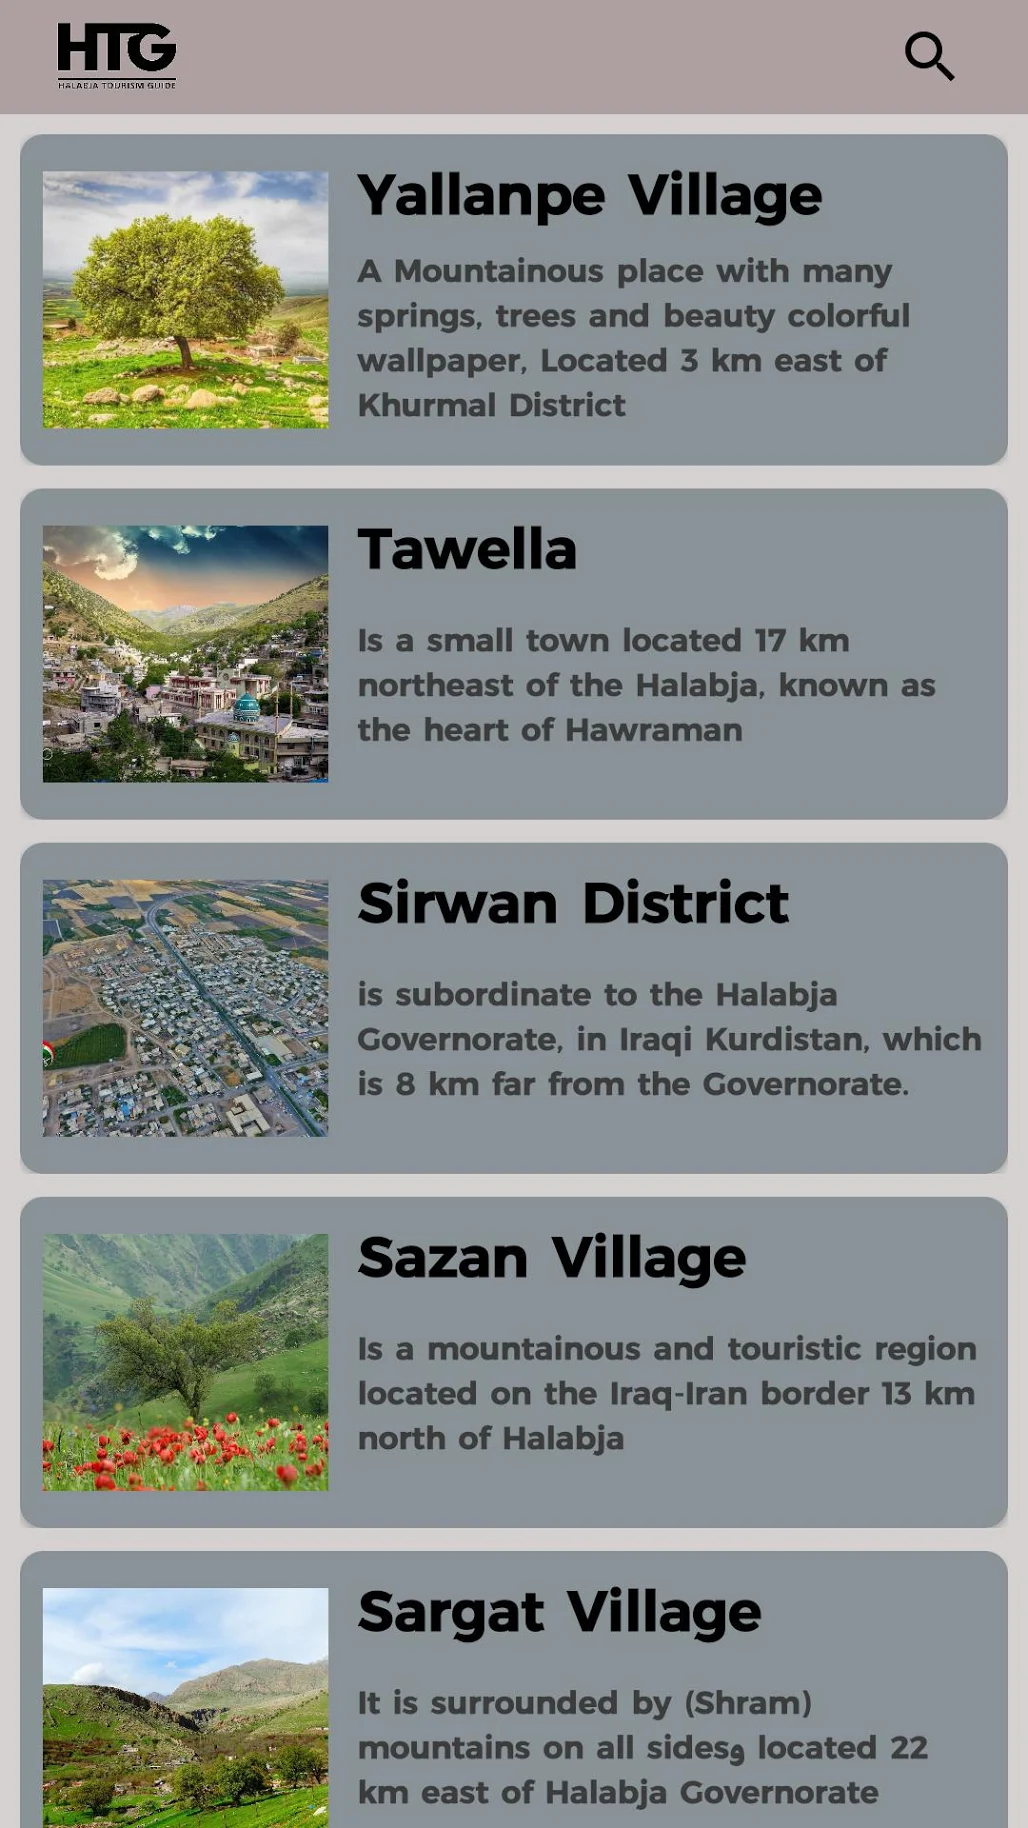 HTG
HALABJA TOURISM GUIDE
Yallanpe Village
A Mountainous place with many
springs, trees and beauty colorful
wallpaper, Located 3 km east of
Khurmal District
Tawella
Is a small town located 17 km
northeast of the Halabja, known as
the heart of Hawraman
Sirwan District
is subordinate to the Halabja
Governorate, in Iraqi Kurdistan, which
is 8 km far from the Governorate.
Sazan Village
Is a mountainous and touristic region
located on the Iraq-Iran border 13 km
north of Halabja
Sargat Village
It is surrounded by (Shram)
mountains on all sidesو located 22
km east of Halabja Governorate